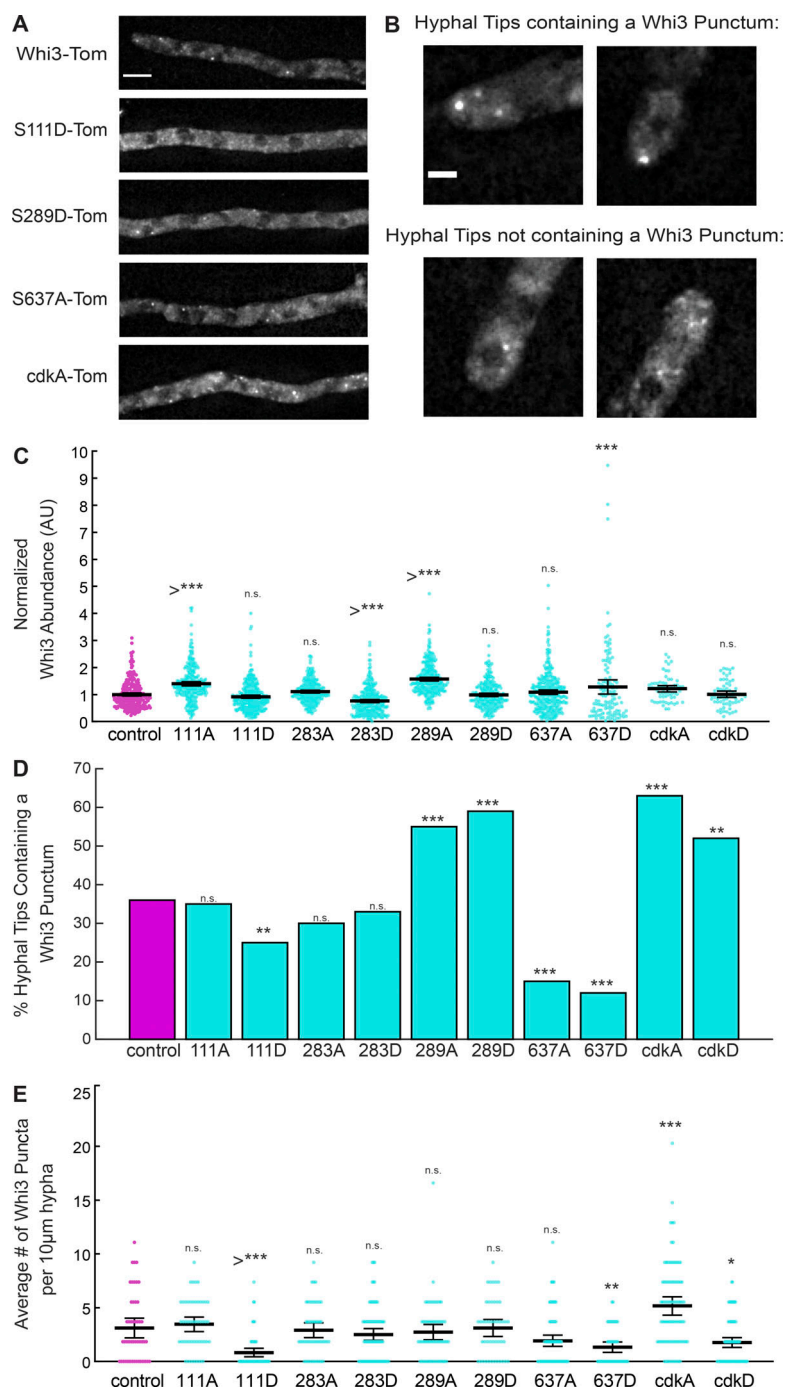 A
Whi3-Tom
S111D-Tom
S289D-Tom
S637A-Tom
cdkA-Tom
B
Hyphal Tips containing a Whi3 Punctum:
Hyphal Tips not containing a Whi3 Punctum:
C
Normalized
Whi3 Abundance (AU)
10
9
8
7
6
5
4
3
2
1
0
>***
n.s.
n.s.
>***
>***
n.s.
n.s.
***
n.s.
n.s.
control 111A 111D 283A 283D 289A 289D 637A 637D cdkA cdkD
D
% Hyphal Tips Containing a
Whi3 Punctum
70
60
50
40
30
20
10
0
n.s.
**
n.s.
n.s.
***
***
***
***
***
**
control 111A 111D 283A 283D 289A 289D 637A 637D cdkA cdkD
E
Average # of Whi3 Puncta
per 10μm hypha
25
20
15
10
5
0
n.s.
>***
n.s.
n.s.
n.s.
n.s.
n.s.
**
***
*
control 111A 111D 283A 283D 289A 289D 637A 637D cdkA cdkD